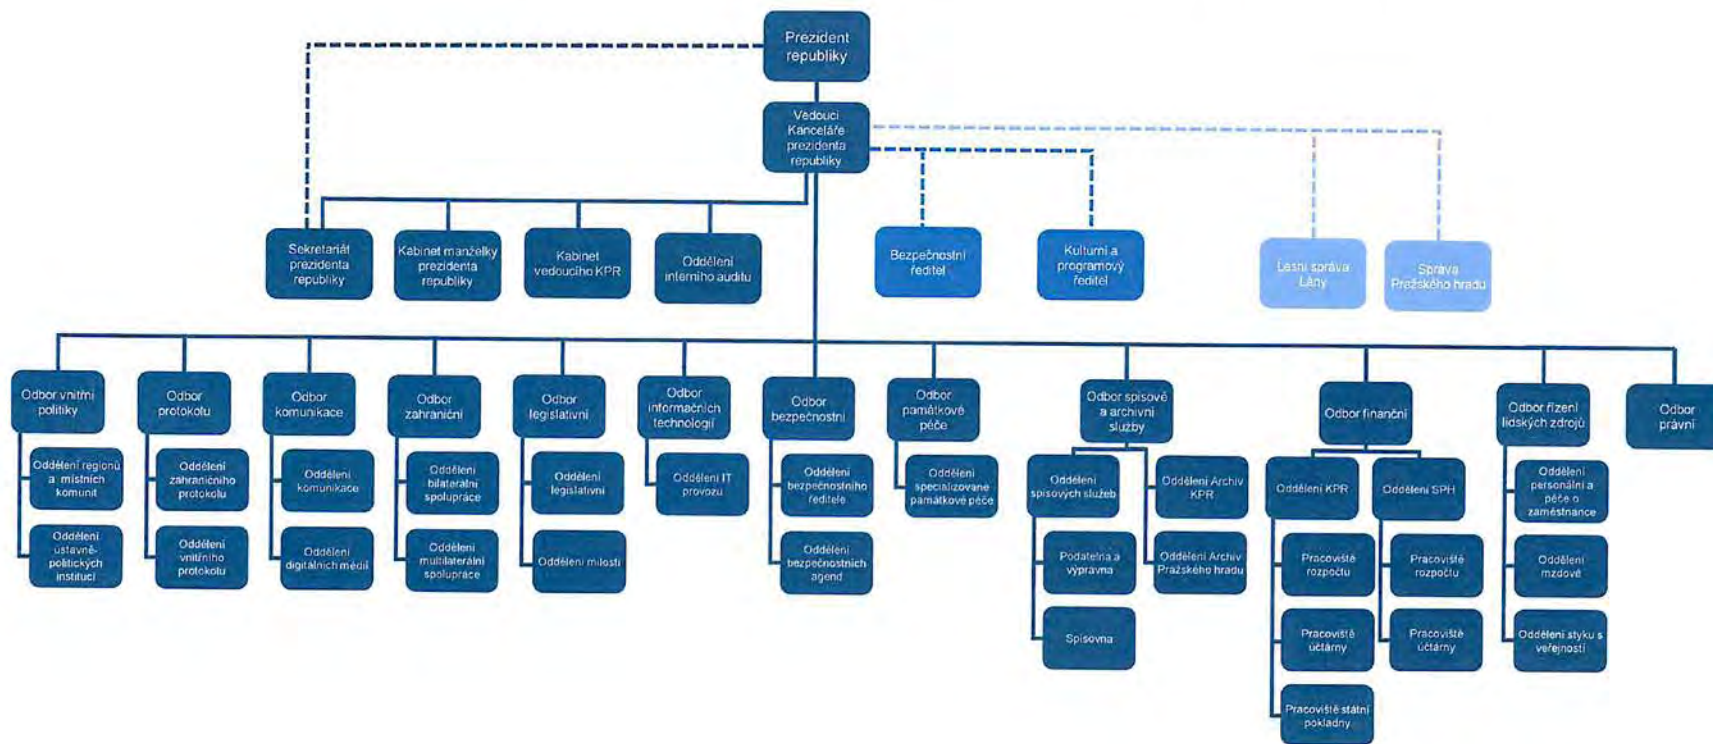 Prezident
republiky
Vedoucí
Kanceláře
prezidenta
republiky
Sekretariát
prezidenta
republiky
Kabinet manželky
prezidenta
republiky
Kabinet
vedoucího KPR
Oddělení
interního auditu
Bezpečnostní
ředitel
Kulturní a
programový
ředitel
Lesní správa
Lány
Správa
Pražského hradu
Odbor vnitřní
politiky
Odbor
protokolu
Odbor
komunikace
Odbor
zahraniční
Odbor
legislativní
Odbor
informačních
technologií
Odbor
bezpečnostní
Odbor
památkové
péče
Odbor spisové
a archivní
služby
Odbor finanční
Odbor řízení
lidských zdrojů
Odbor
právní
Oddělení regionů
a místních
komunit
Oddělení
ústavně-
politických
institucí
Oddělení
zahraničního
protokolu
Oddělení
vnitřního
protokolu
Oddělení
komunikace
Oddělení
digitálních médií
Oddělení
bilaterální
spolupráce
Oddělení
multilaterální
spolupráce
Oddělení
legislativní
Oddělení milostí
Oddělení IT
provozu
Oddělení
bezpečnostního
ředitele
Oddělení
bezpečnostních
agend
Oddělení
specializované
památkové péče
Oddělení
spisových služeb
Podatelna a
výpravna
Spisovna
Oddělení Archiv
KPR
Oddělení Archiv
Pražského hradu
Oddělení KPR
Pracoviště
rozpočtu
Pracoviště
účtárny
Pracoviště státní
pokladny
Oddělení SPH
Pracoviště
rozpočtu
Pracoviště
účtárny
Oddělení
personální a
péče o
zaměstnance
Oddělení
mzdové
Oddělení styku s
veřejností